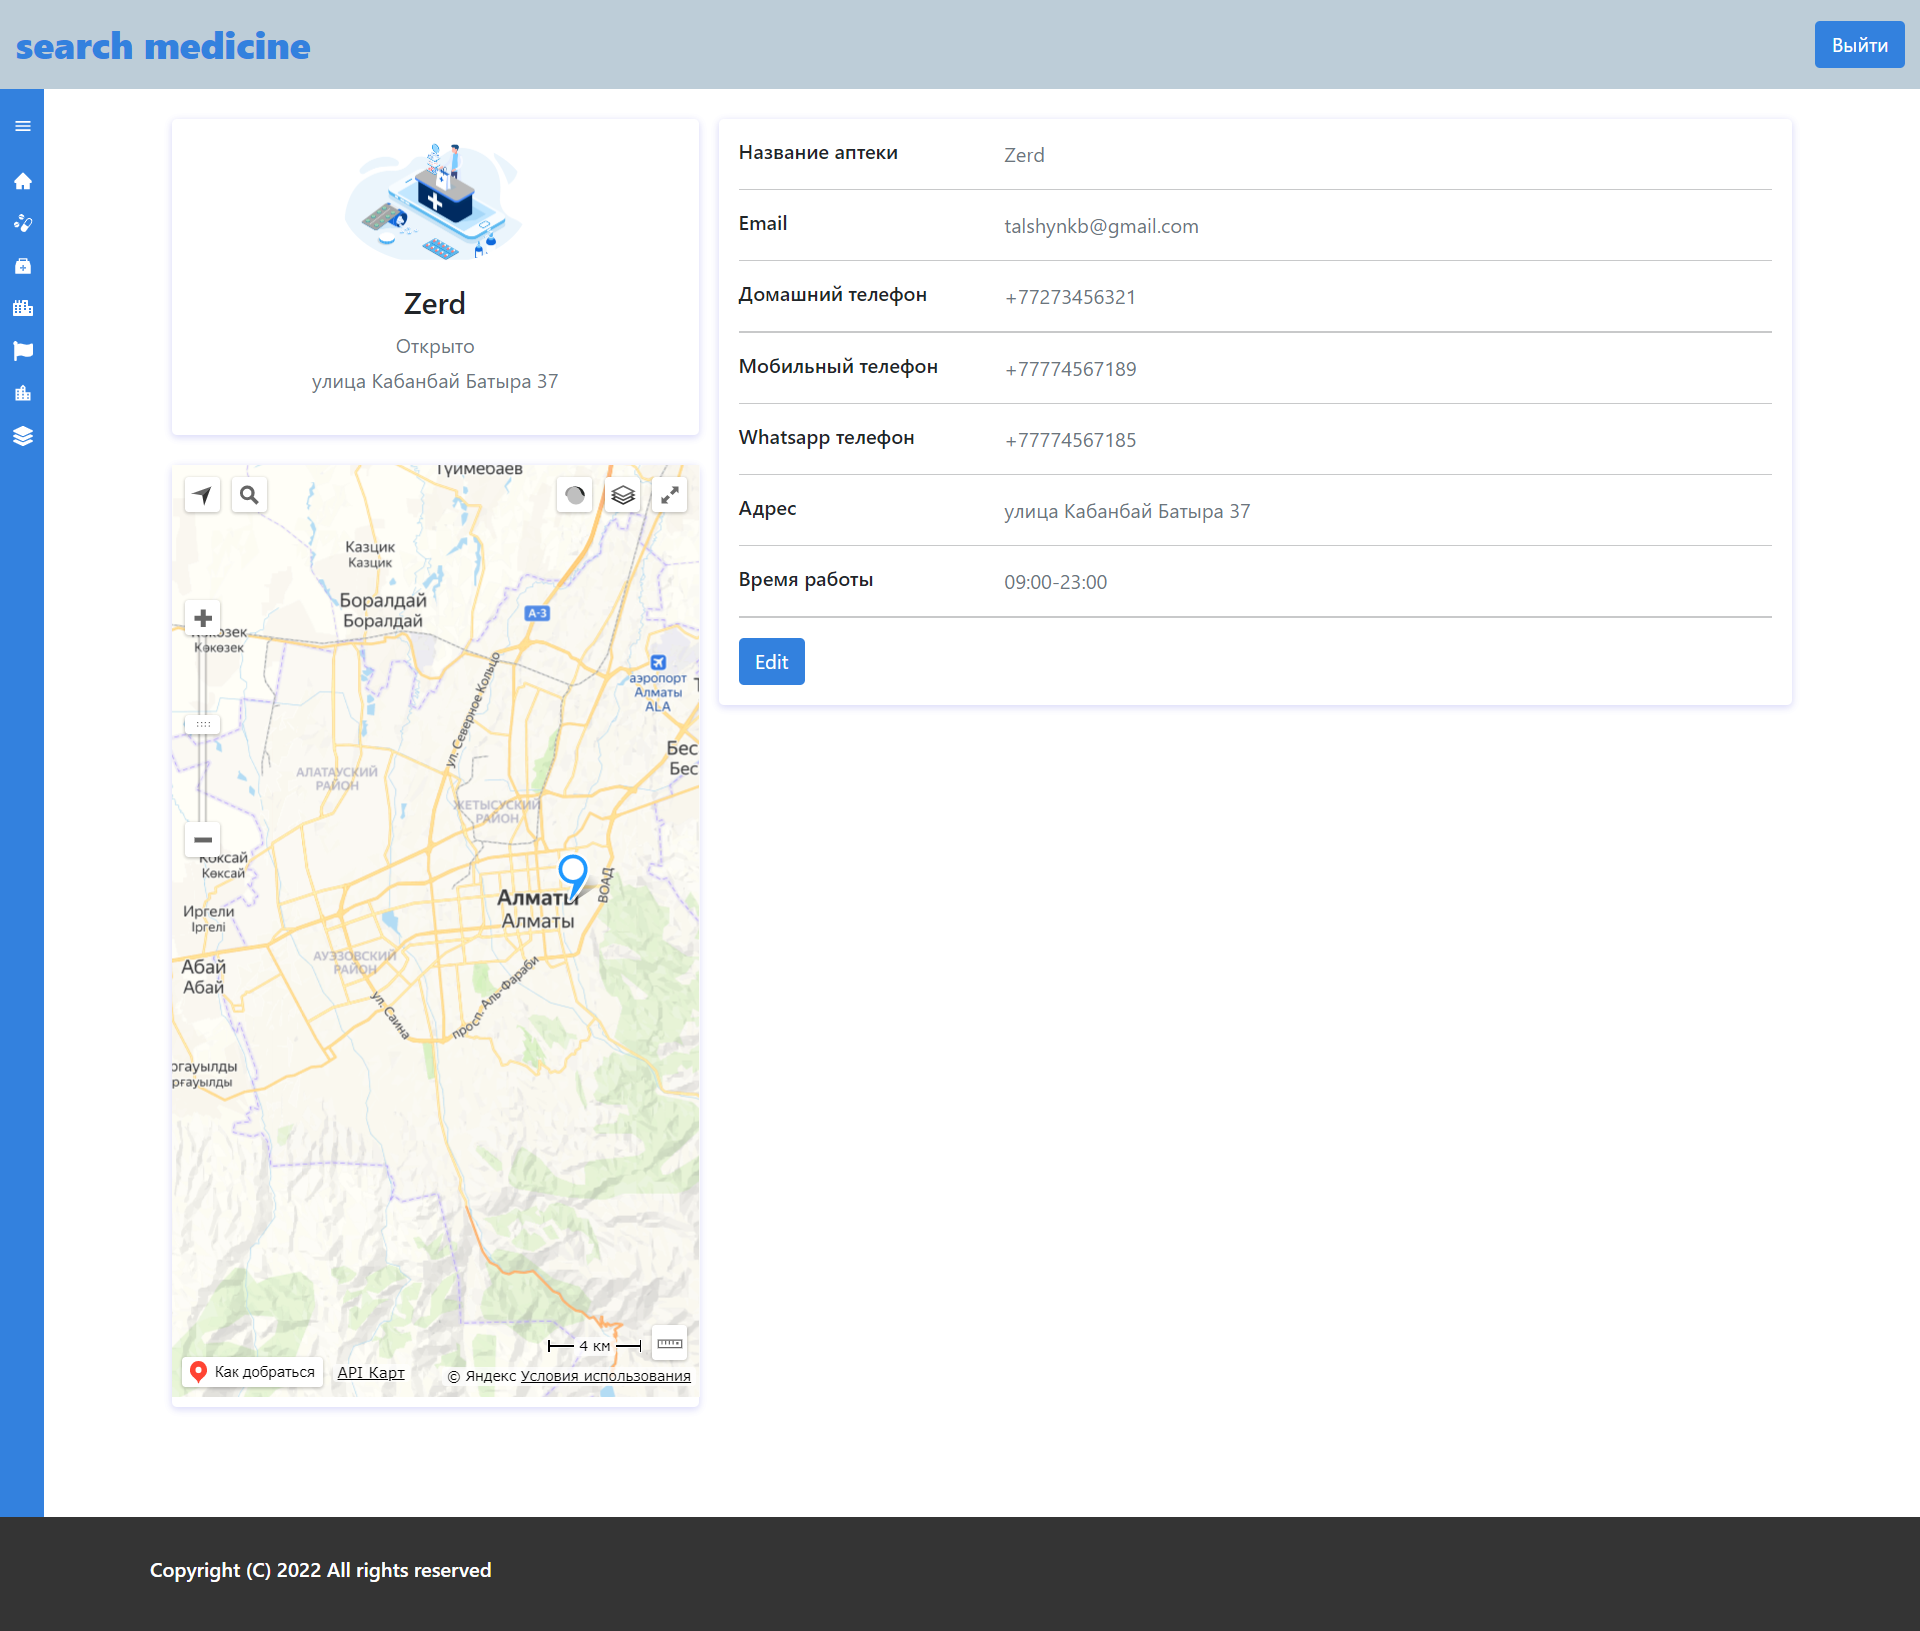 search medicine
Выйти
Zerd
Открыто
улица Кабанбай Батыра 37
Название аптеки
Zerd
Email
talshynkb@gmail.com
Домашний телефон
+77273456321
Мобильный телефон
+77774567189
Whatsapp телефон
+77774567185
Адрес
улица Кабанбай Батыра 37
Время работы
09:00-23:00
Edit
Туймебаев
Казцик
Казцик
Боралдай
Боралдай
А-3
Көкөзек
аэропорт
Алматы
ALA
ул. Северное Кольцо
Бес
Бес
АЛАТАУСКИЙ
РАЙОН
ЖЕТЫСУСКИЙ
РАЙОН
Коксай
Көксай
ВОАД
Алматы
Алматы
Иргели
Іргелі
АУЭЗОВСКИЙ
РАЙОН
Абай
Абай
ул. Саина
просп. Аль-Фараби
ргауылды
рғауылды
4 км
Как добраться
API Карт
© Яндекс Условия использования
Copyright (C) 2022 All rights reserved